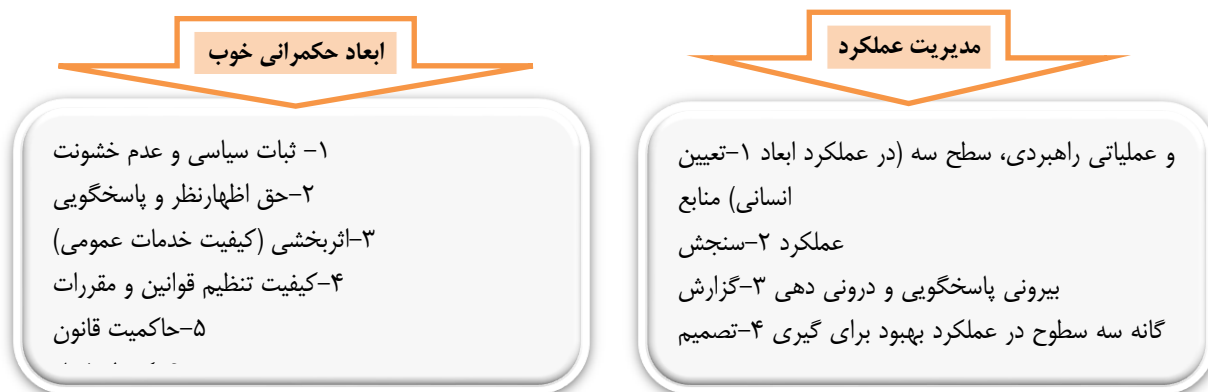 مدیریت عملکرد
و عملیاتی راهبردی، سطح سه (در عملکرد ابعاد ۱-تعیین
انسانی) منابع
عملکرد ۲-سنجش
بیرونی پاسخگویی و درونی دهی ۳-گزارش
گانه سه سطوح در عملکرد بهبود برای گیری ۴-تصمیم
ابعاد حکمرانی خوب
۱- ثبات سیاسی و عدم خشونت
۲-حق اظهارنظر و پاسخگویی
۳-اثربخشی (کیفیت خدمات عمومی)
۴-کیفیت تنظیم قوانین و مقررات
۵-حاکمیت قانون